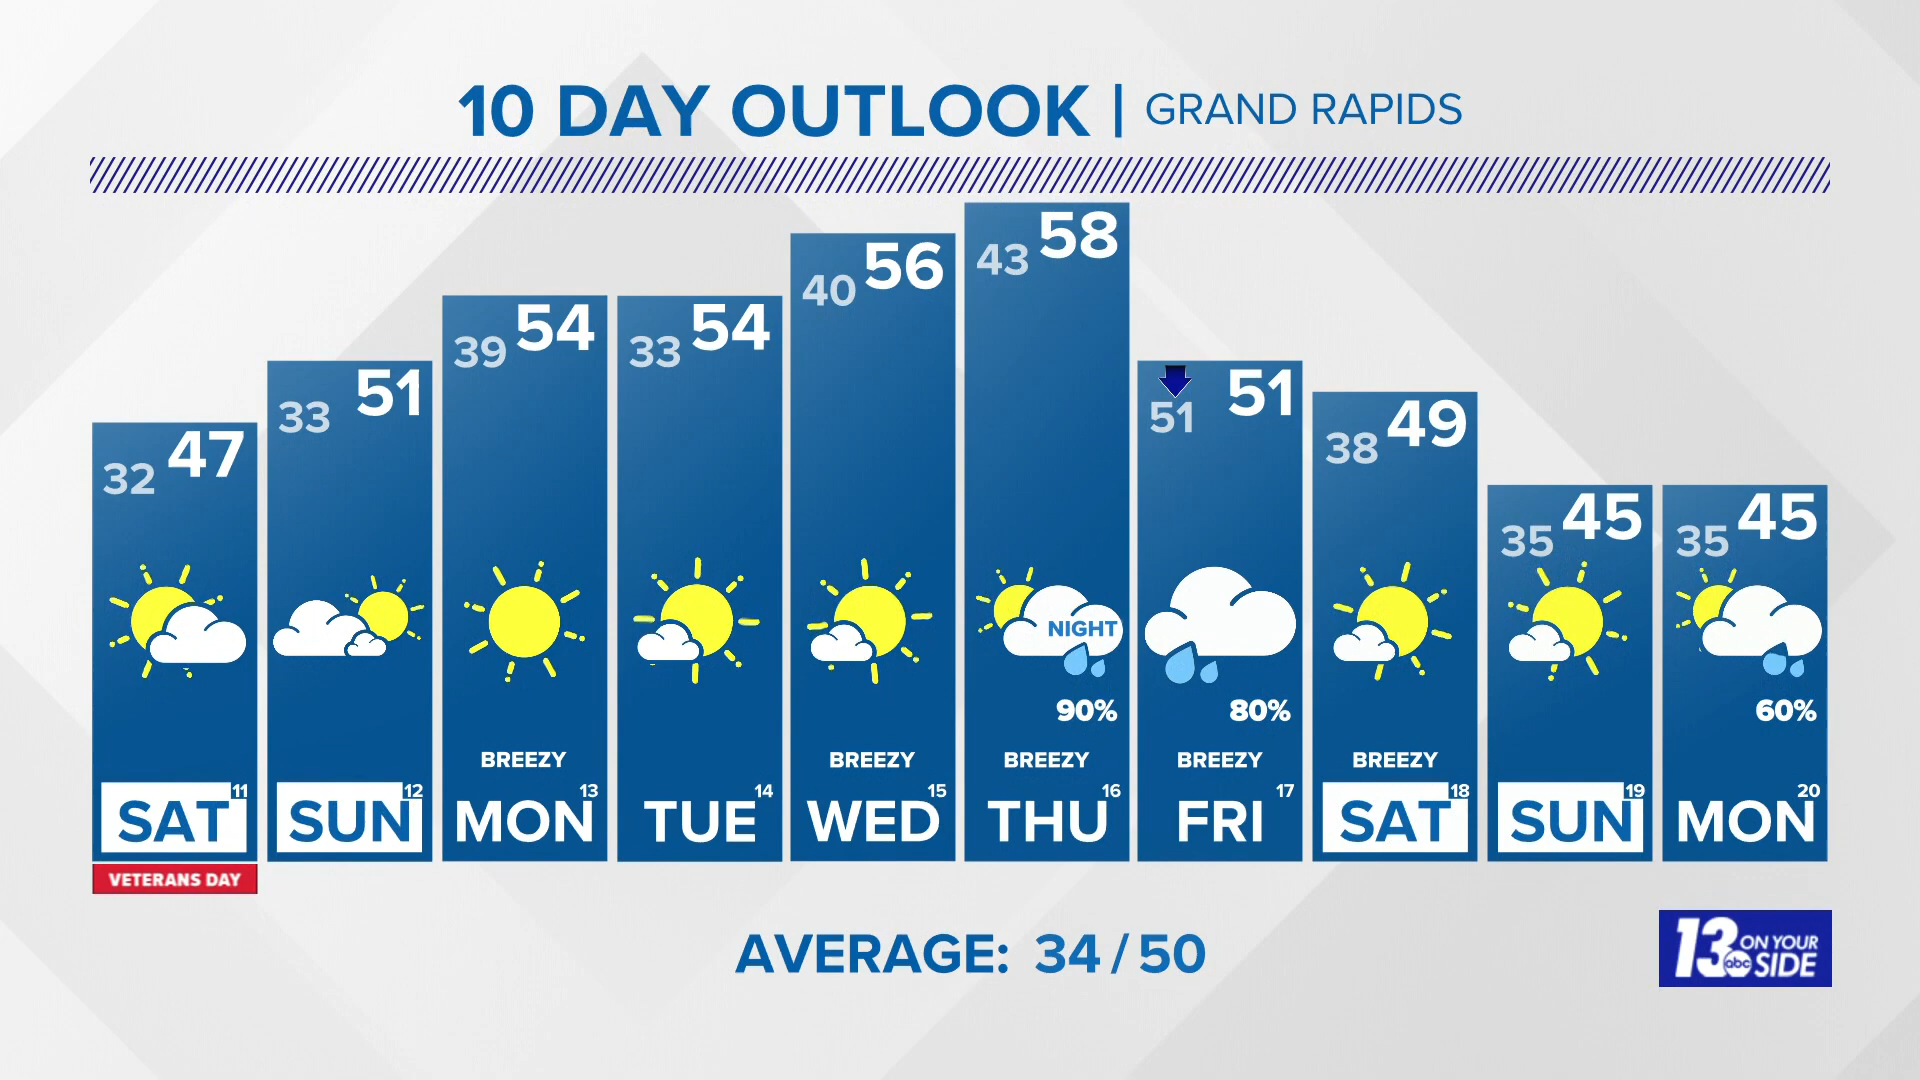 10 DAY OUTLOOK | GRAND RAPIDS
32 47
33 51
39 54
33 54
40 56
43 58
51 51
38 49
35 45
35 45
NIGHT
90% 80% 60%
BREEZY BREEZY BREEZY BREEZY BREEZY
SAT 11
SUN 12
MON 13
TUE 14
WED 15
THU 16
FRI 17
SAT 18
SUN 19
MON 20
VETERANS DAY
AVERAGE: 34 / 50
13 ON YOUR
abc SIDE